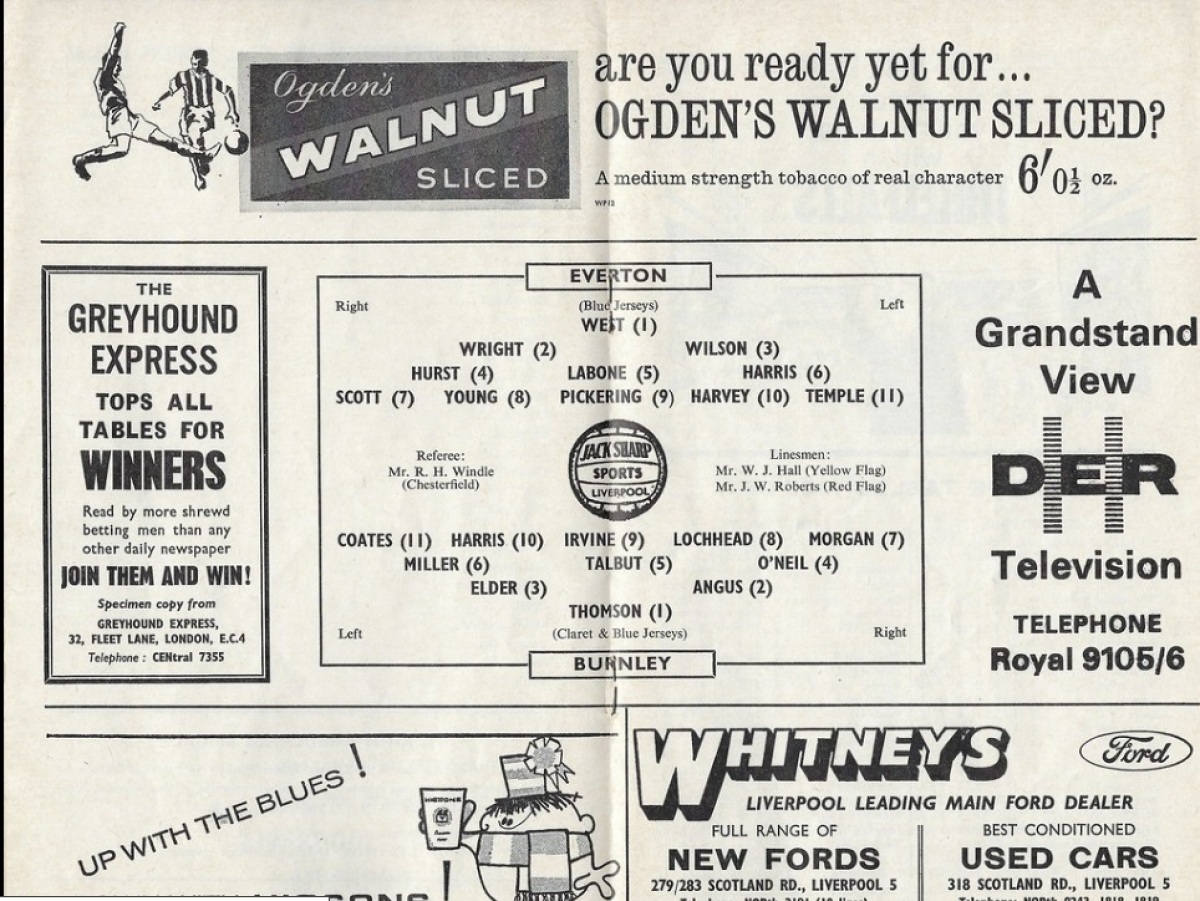 Ogden's
WALNUT
SLICED
are you ready yet for...
OGDEN'S WALNUT SLICED?
A medium strength tobacco of real character 6'0½ oz.
WP12
THE
GREYHOUND
EXPRESS
TOPS ALL
TABLES FOR
WINNERS
Read by more shrewd
betting men than any
other daily newspaper
JOIN THEM AND WIN!
Specimen copy from
GREYHOUND EXPRESS,
32, FLEET LANE, LONDON, E.C.4
Telephone : CENtral 7355
EVERTON
Right (Blue Jerseys) Left
WEST (1)
WRIGHT (2) WILSON (3)
HURST (4) LABONE (5) HARRIS (6)
SCOTT (7) YOUNG (8) PICKERING (9) HARVEY (10) TEMPLE (11)
Referee:
Mr. R. H. Windle
(Chesterfield)
JACK SHARP
SPORTS
LIVERPOOL
Linesmen:
Mr. W. J. Hall (Yellow Flag)
Mr. J. W. Roberts (Red Flag)
COATES (11) HARRIS (10) IRVINE (9) LOCHHEAD (8) MORGAN (7)
MILLER (6) TALBUT (5) O'NEIL (4)
ELDER (3) ANGUS (2)
THOMSON (1)
Left (Claret & Blue Jerseys) Right
BURNLEY
A
Grandstand
View
DER
Television
TELEPHONE
Royal 9105/6
UP WITH THE BLUES !
WHITNEY'S
Ford
LIVERPOOL LEADING MAIN FORD DEALER
FULL RANGE OF
NEW FORDS
279/283 SCOTLAND RD., LIVERPOOL 5
BEST CONDITIONED
USED CARS
318 SCOTLAND RD., LIVERPOOL 5